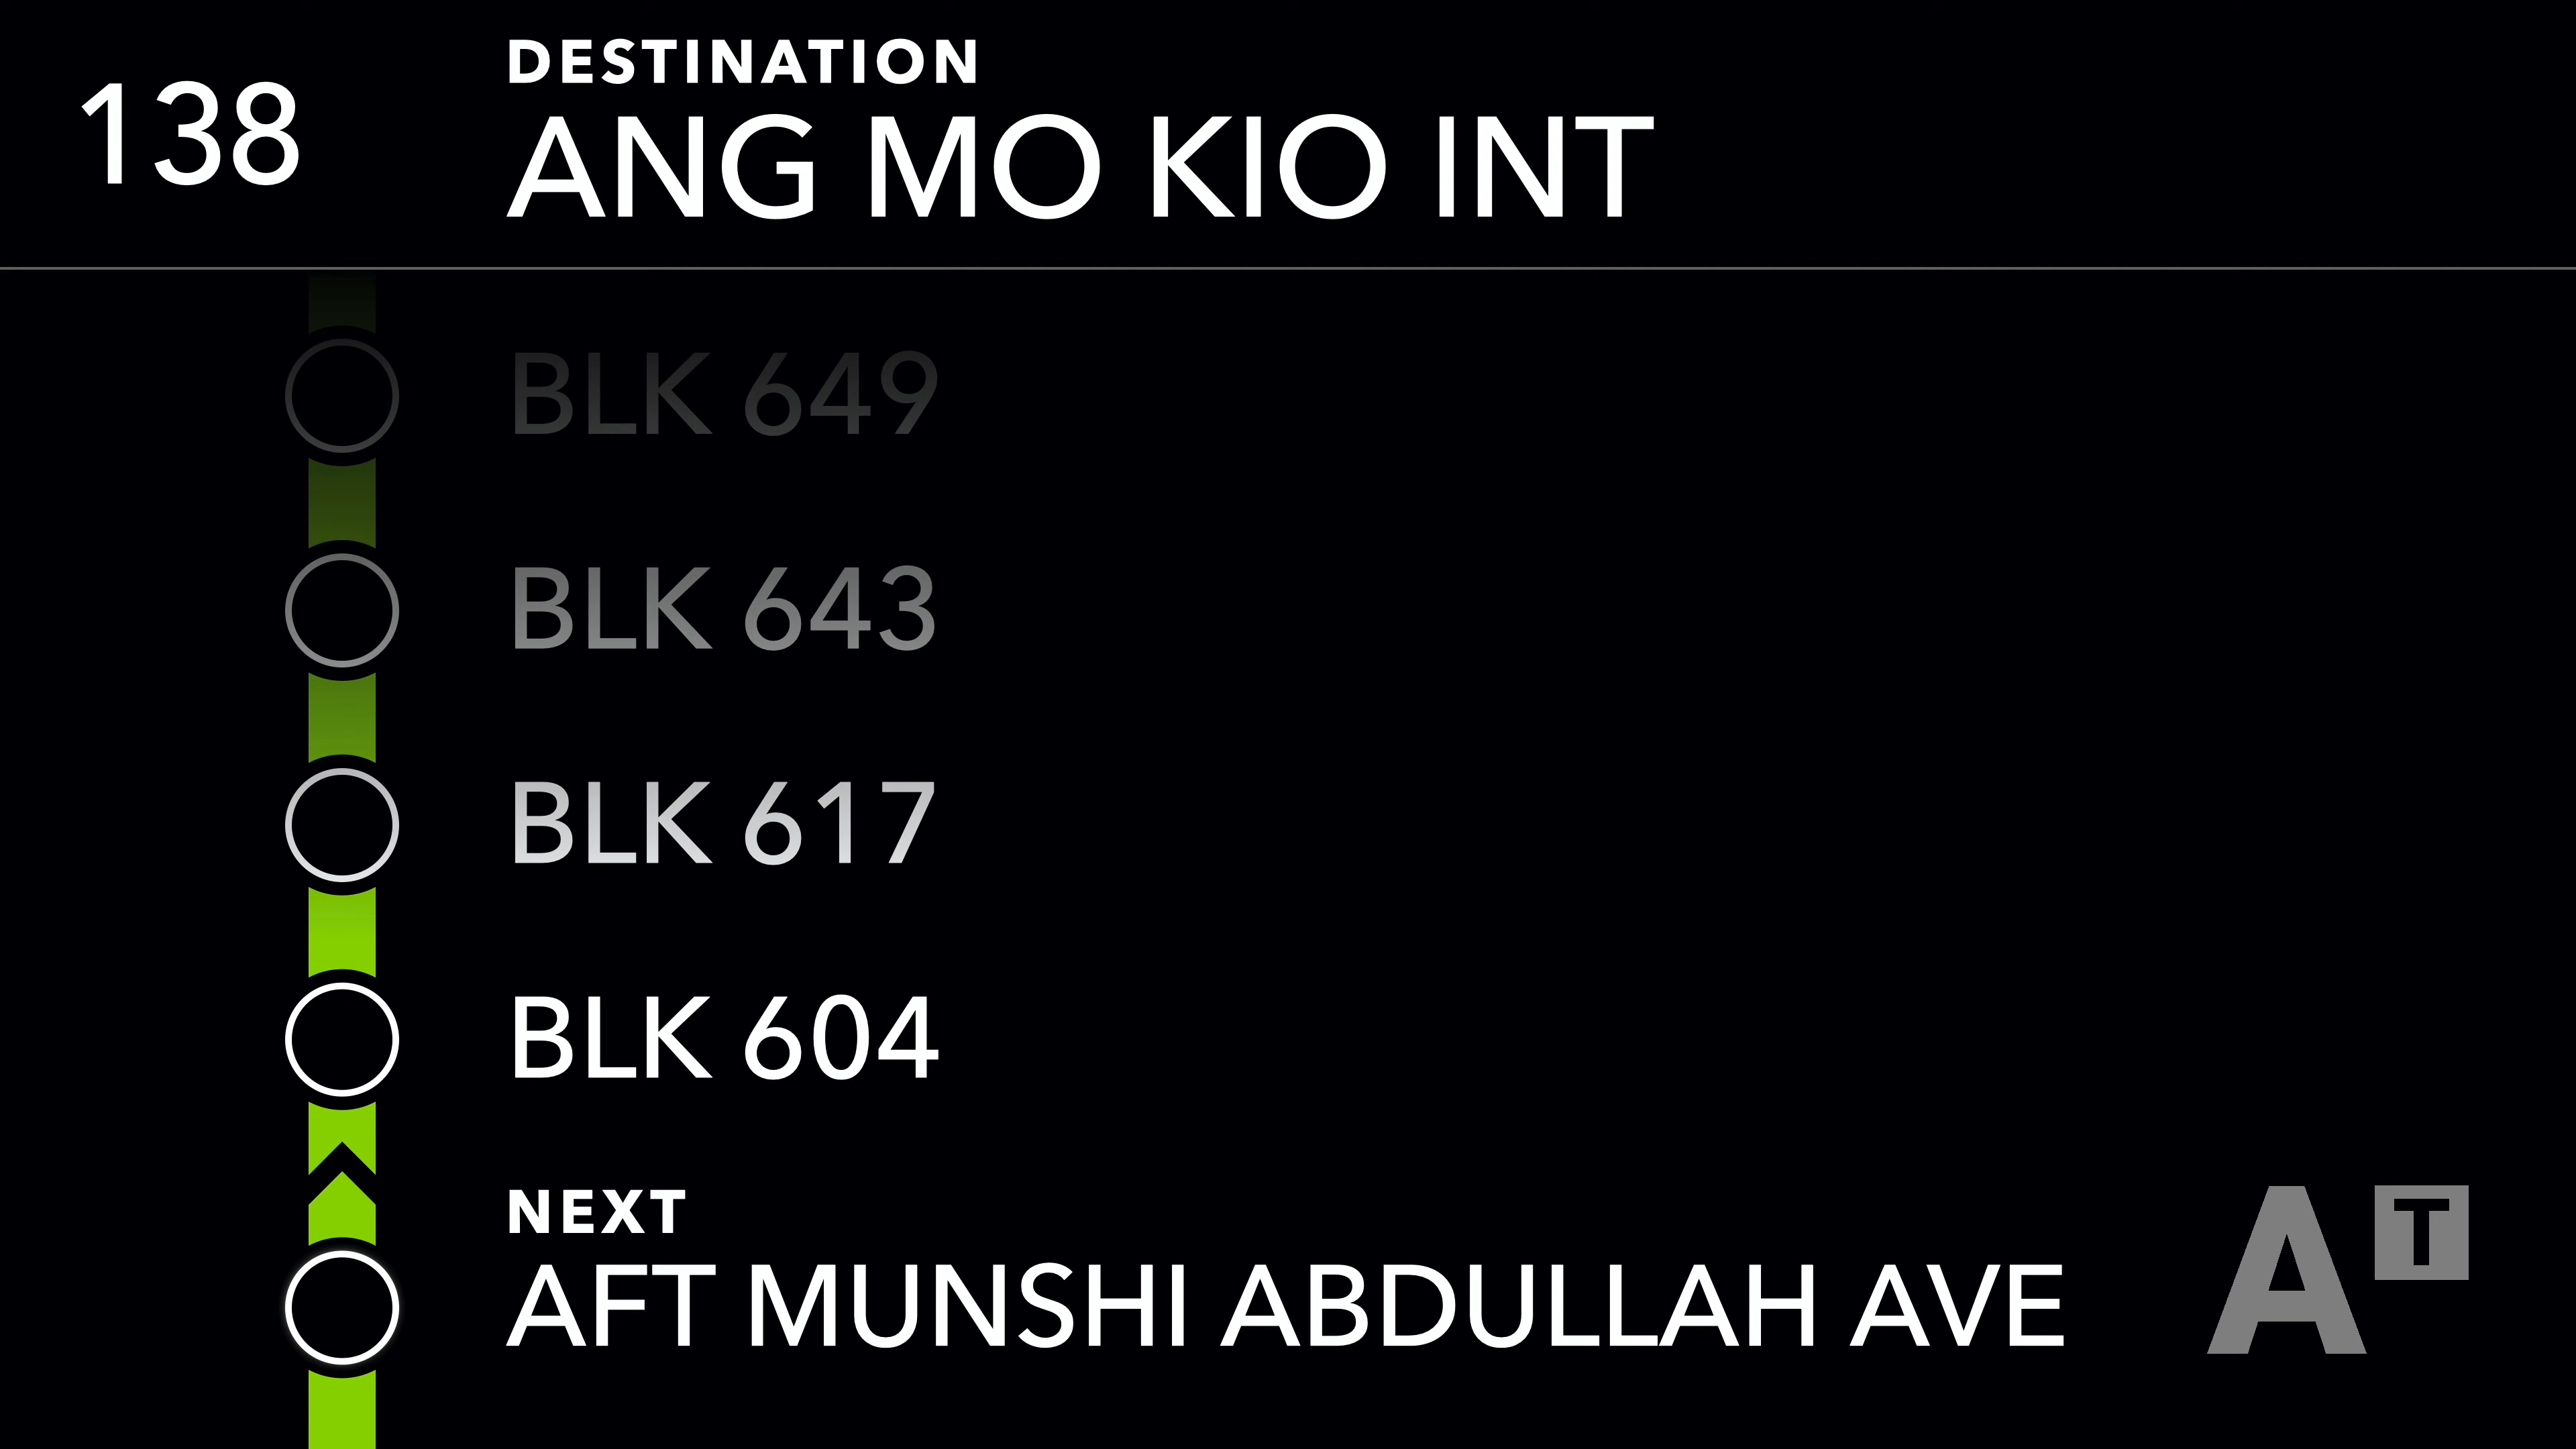 138
DESTINATION
ANG MO KIO INT
BLK 649
BLK 643
BLK 617
BLK 604
NEXT
AFT MUNSHI ABDULLAH AVE
AT